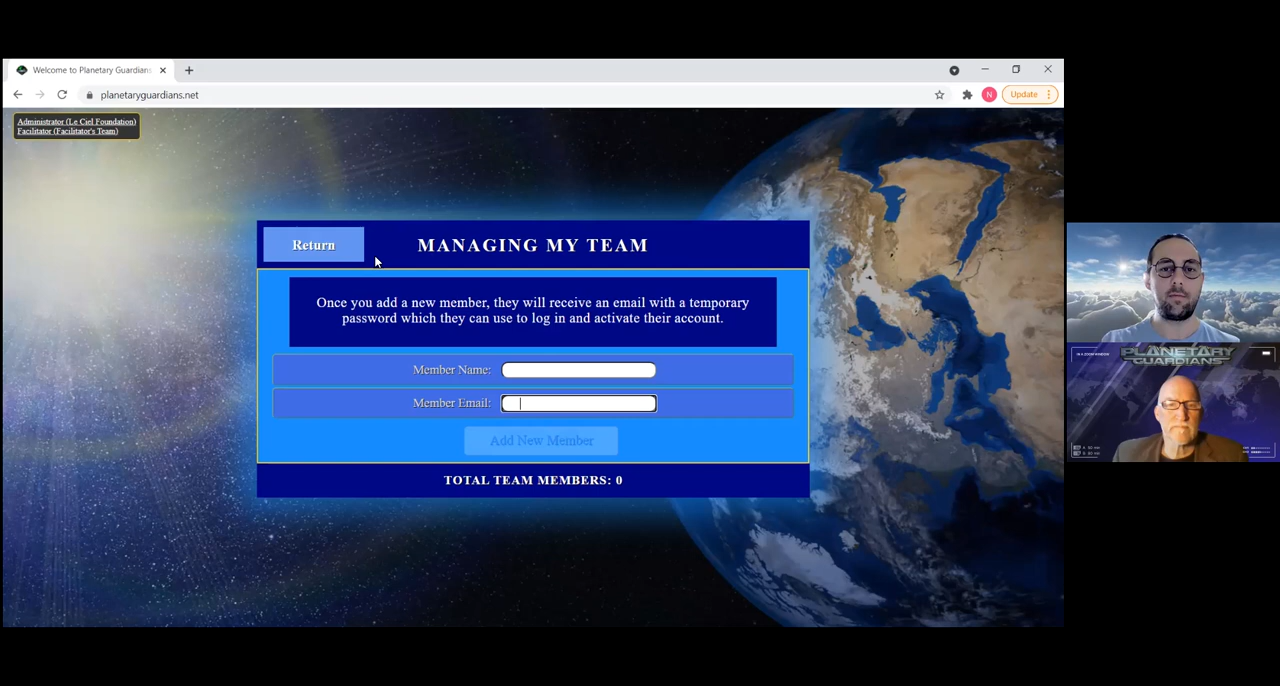 Welcome to Planetary Guardians
planetaryguardians.net
N
Update
Administrator (Le Ciel Foundation)
Facilitator (Facilitator's Team)
Return
MANAGING MY TEAM
Once you add a new member, they will receive an email with a temporary
password which they can use to log in and activate their account.
Member Name:
Member Email:
Add New Member
TOTAL TEAM MEMBERS: 0
PLANETARY
GUARDIANS